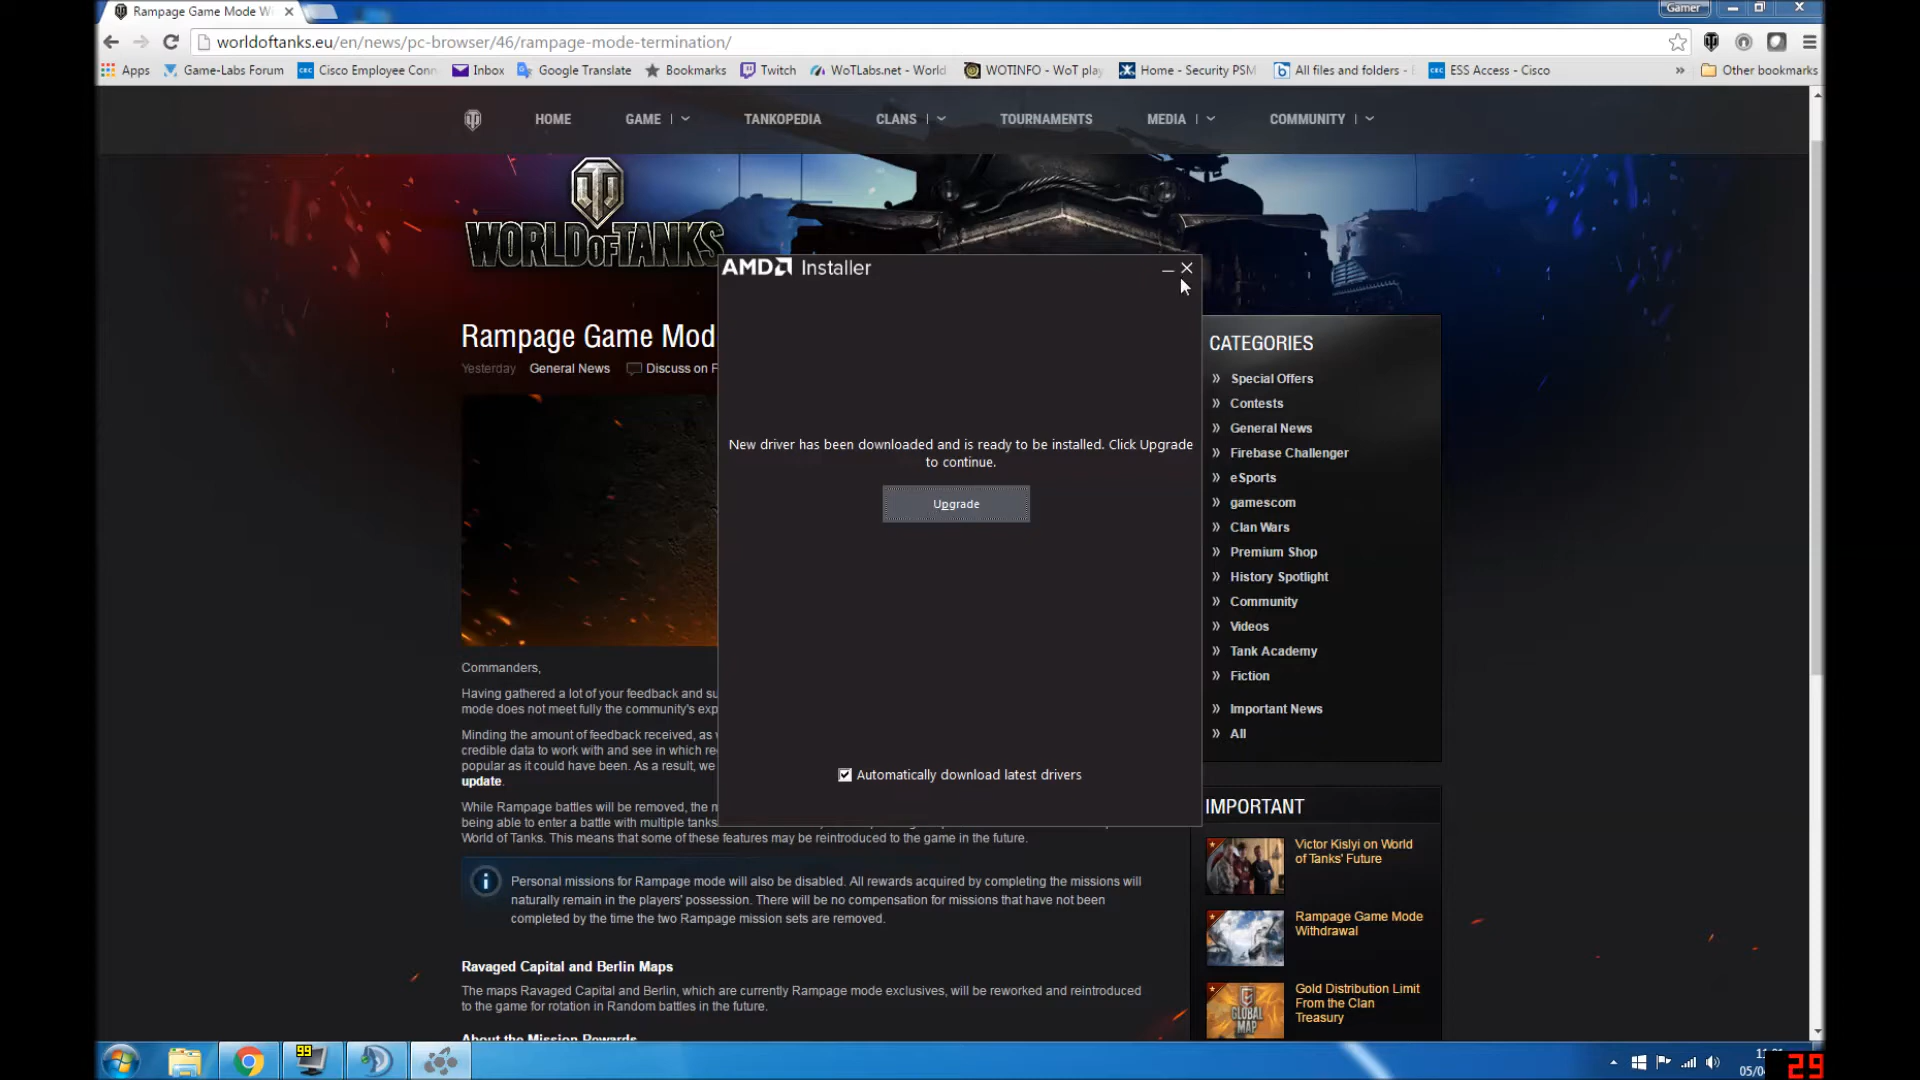 Rampage Game Mode Wi
Gamer
worldoftanks.eu/en/news/pc-browser/46/rampage-mode-termination/
Apps
Game-Labs Forum
Cisco Employee Conn
Inbox
Google Translate
Bookmarks
Twitch
WoTLabs.net - World
WOTINFO - WoT play
Home - Security PSM
All files and folders -
ESS Access - Cisco
»
Other bookmarks
HOME
GAME
TANKOPEDIA
CLANS
TOURNAMENTS
MEDIA
COMMUNITY
WORLD OF TANKS
AMD Installer
Rampage Game Mod
Yesterday
General News
Discuss on F
New driver has been downloaded and is ready to be installed. Click Upgrade
to continue.
Upgrade
Automatically download latest drivers
Commanders,
Having gathered a lot of your feedback and su
mode does not meet fully the community's exp
Minding the amount of feedback received, as w
credible data to work with and see in which re
popular as it could have been. As a result, we
update.
While Rampage battles will be removed, the m
being able to enter a battle with multiple tanks
World of Tanks. This means that some of these features may be reintroduced to the game in the future.
Personal missions for Rampage mode will also be disabled. All rewards acquired by completing the missions will
naturally remain in the players' possession. There will be no compensation for missions that have not been
completed by the time the two Rampage mission sets are removed.
Ravaged Capital and Berlin Maps
The maps Ravaged Capital and Berlin, which are currently Rampage mode exclusives, will be reworked and reintroduced
to the game for rotation in Random battles in the future.
About the Mission Rewards
CATEGORIES
» Special Offers
» Contests
» General News
» Firebase Challenger
» eSports
» gamescom
» Clan Wars
» Premium Shop
» History Spotlight
» Community
» Videos
» Tank Academy
» Fiction
» Important News
» All
IMPORTANT
Victor Kislyi on World
of Tanks' Future
Rampage Game Mode
Withdrawal
GLOBAL
MAP
Gold Distribution Limit
From the Clan
Treasury
99
05/0
29